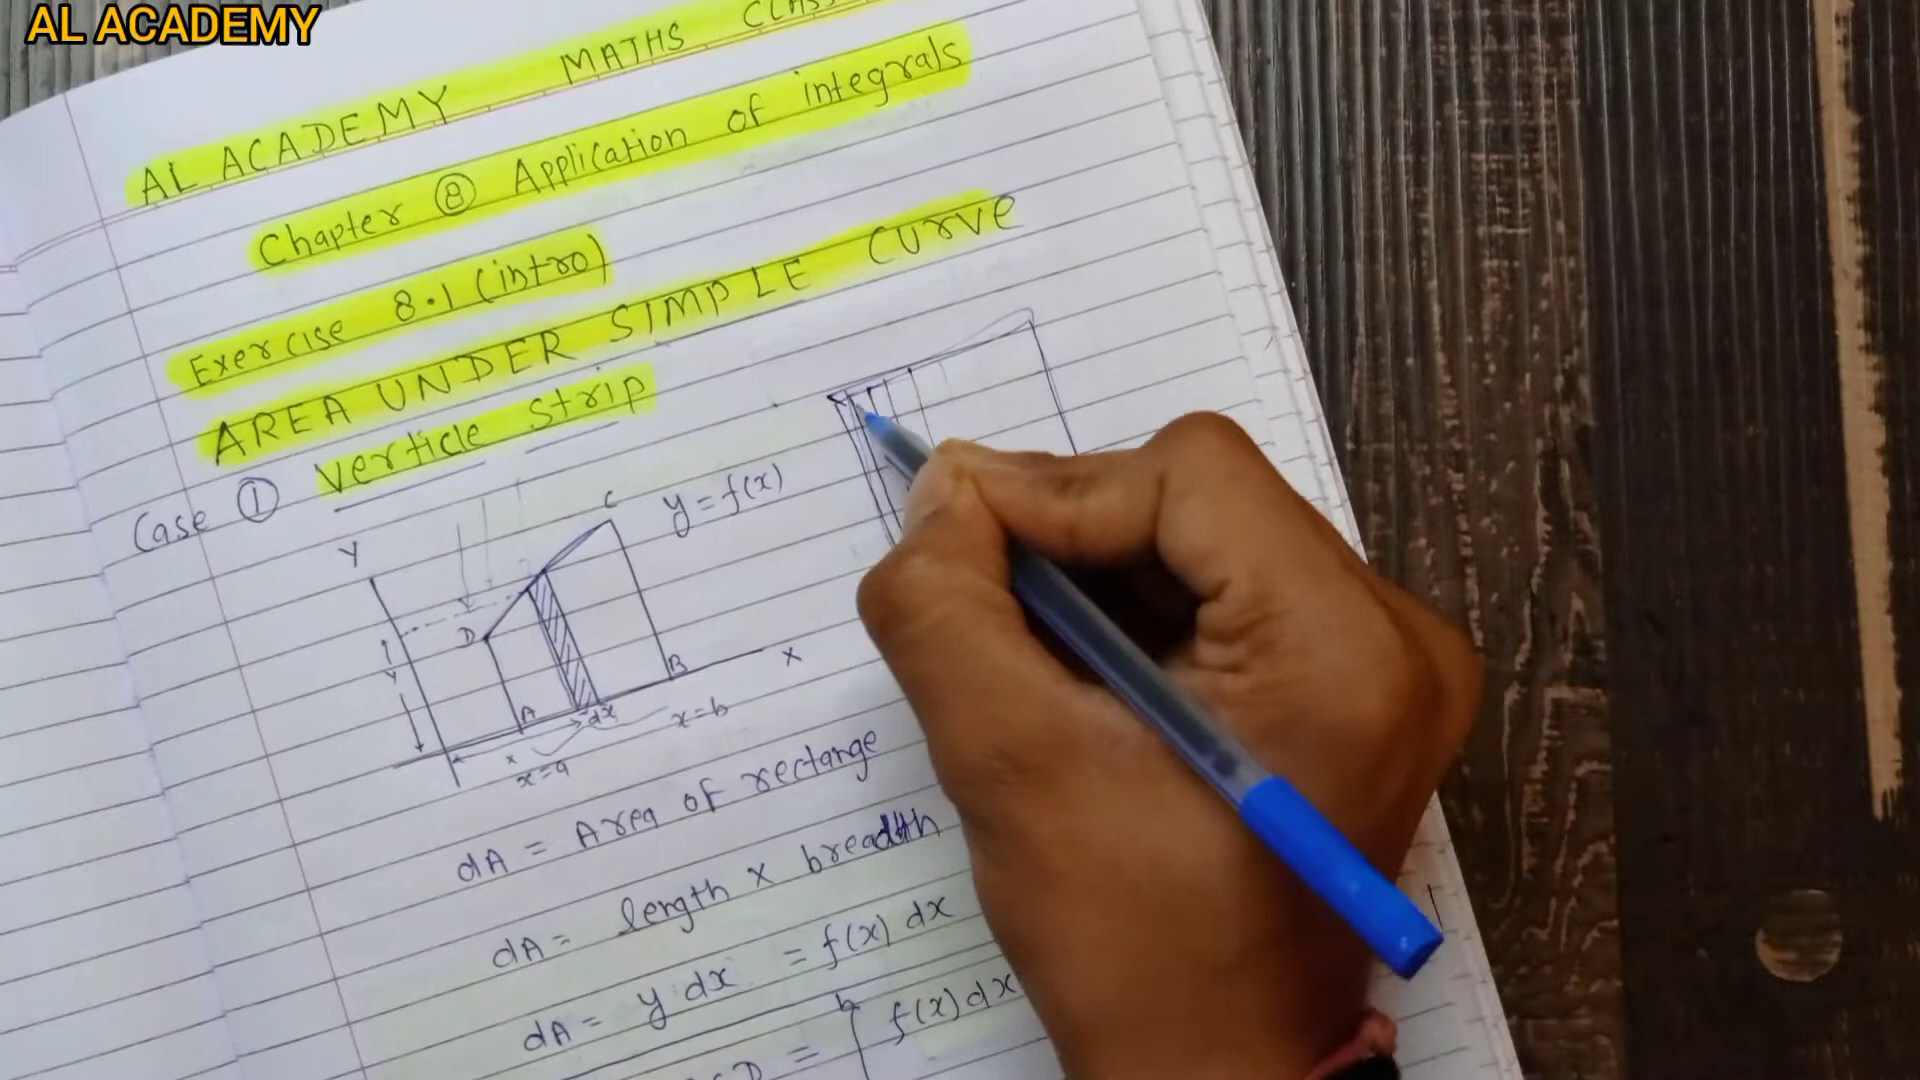 AL ACADEMY
AL ACADEMY MATHS
Chapter ⑧ Application of integrals
Exercise 8.1 (intro)
AREA UNDER SIMPLE CURVE
Case ① verticle strip
Y
C
y = f(x)
D
y
A
B
X
dx
x
x=a
x=b
dA = Area of rectange
dA = length x breadth
dA = y dx = f(x) dx
b
= ∫ f(x) dx